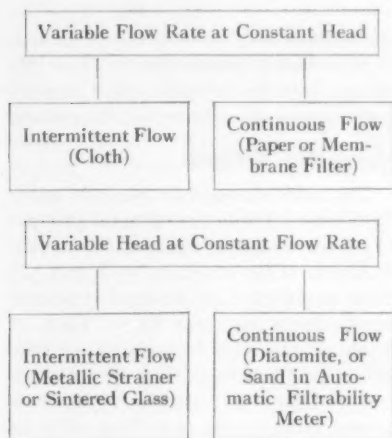 Variable Flow Rate at Constant Head
Intermittent Flow
(Cloth)
Continuous Flow
(Paper or Mem-
brane Filter)
Variable Head at Constant Flow Rate
Intermittent Flow
(Metallic Strainer
or Sintered Glass)
Continuous Flow
(Diatomite, or
Sand in Auto-
matic Filtrability
Meter)